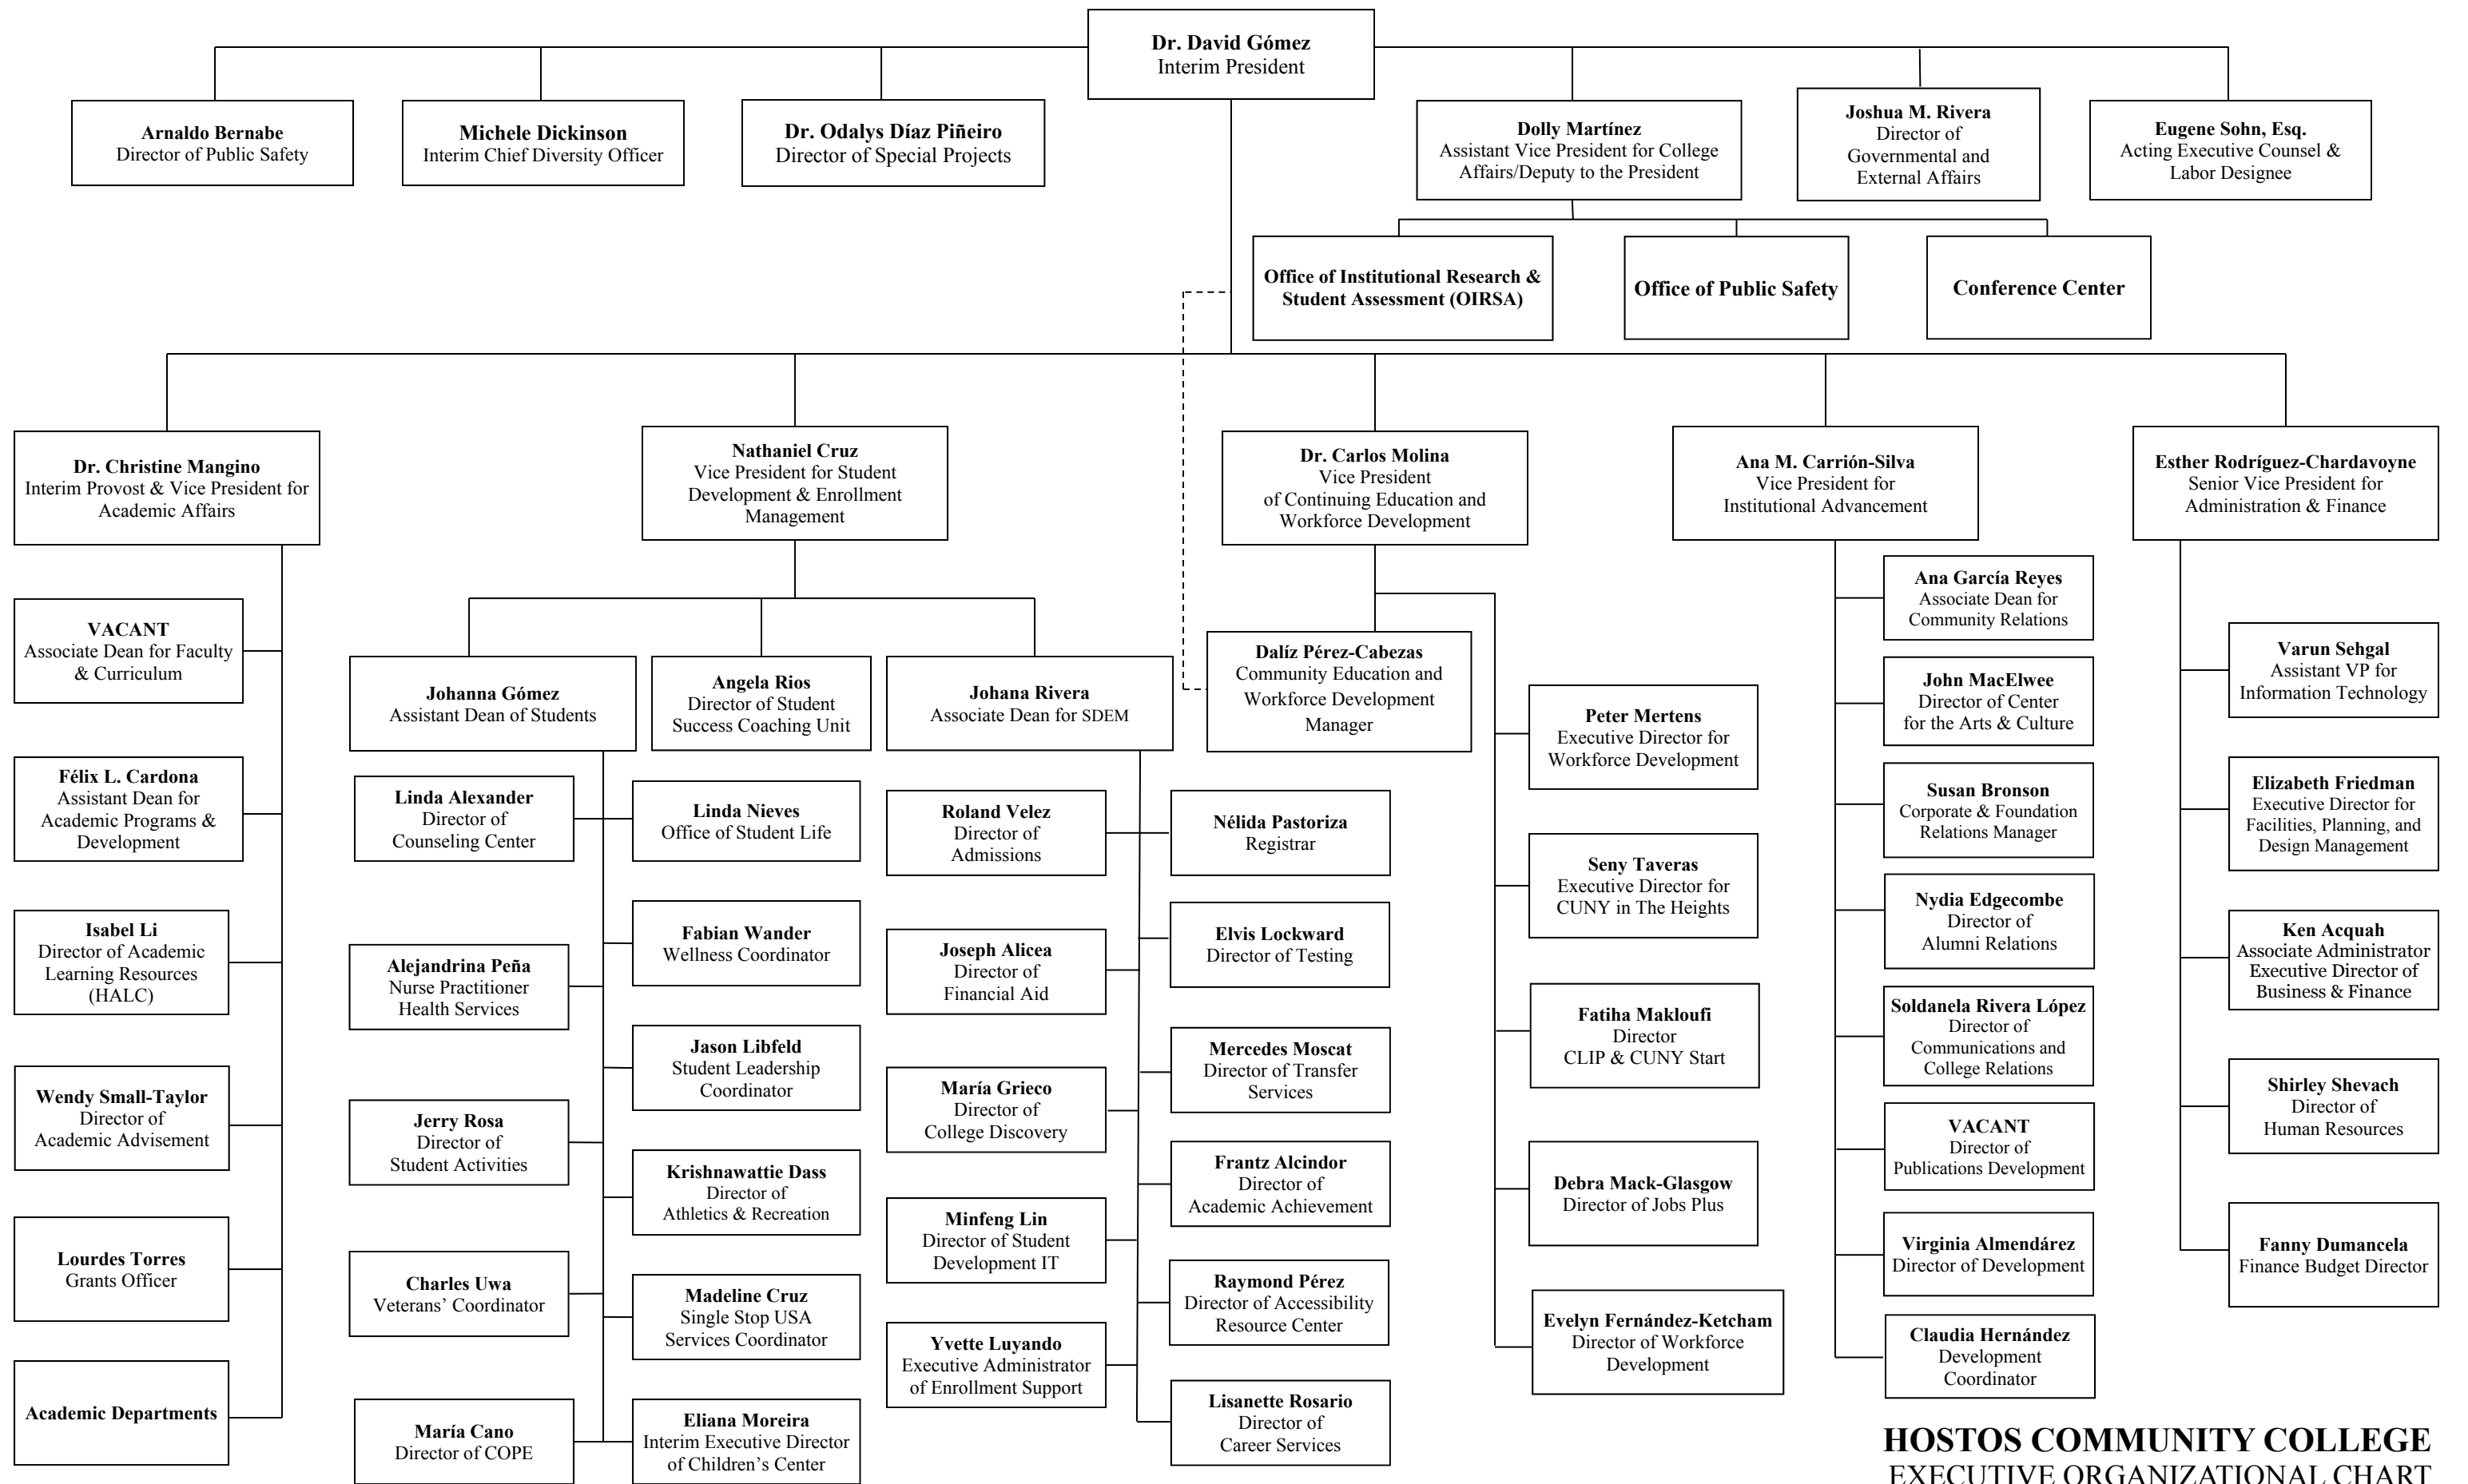 Dr. David Gómez
Interim President
Arnaldo Bernabe
Director of Public Safety
Michele Dickinson
Interim Chief Diversity Officer
Dr. Odalys Díaz Piñeiro
Director of Special Projects
Dolly Martínez
Assistant Vice President for College
Affairs/Deputy to the President
Joshua M. Rivera
Director of
Governmental and
External Affairs
Eugene Sohn, Esq.
Acting Executive Counsel &
Labor Designee
Office of Institutional Research &
Student Assessment (OIRSA)
Office of Public Safety
Conference Center
Dr. Christine Mangino
Interim Provost & Vice President for
Academic Affairs
Nathaniel Cruz
Vice President for Student
Development & Enrollment
Management
Dr. Carlos Molina
Vice President
of Continuing Education and
Workforce Development
Ana M. Carrión-Silva
Vice President for
Institutional Advancement
Esther Rodríguez-Chardavoyne
Senior Vice President for
Administration & Finance
VACANT
Associate Dean for Faculty
& Curriculum
Félix L. Cardona
Assistant Dean for
Academic Programs &
Development
Isabel Li
Director of Academic
Learning Resources
(HALC)
Wendy Small-Taylor
Director of
Academic Advisement
Lourdes Torres
Grants Officer
Academic Departments
Johanna Gómez
Assistant Dean of Students
Angela Rios
Director of Student
Success Coaching Unit
Johana Rivera
Associate Dean for SDEM
Linda Alexander
Director of
Counseling Center
Alejandrina Peña
Nurse Practitioner
Health Services
Jerry Rosa
Director of
Student Activities
Charles Uwa
Veterans’ Coordinator
María Cano
Director of COPE
Linda Nieves
Office of Student Life
Fabian Wander
Wellness Coordinator
Jason Libfeld
Student Leadership
Coordinator
Krishnawattie Dass
Director of
Athletics & Recreation
Madeline Cruz
Single Stop USA
Services Coordinator
Eliana Moreira
Interim Executive Director
of Children’s Center
Roland Velez
Director of
Admissions
Joseph Alicea
Director of
Financial Aid
María Grieco
Director of
College Discovery
Minfeng Lin
Director of Student
Development IT
Yvette Luyando
Executive Administrator
of Enrollment Support
Nélida Pastoriza
Registrar
Elvis Lockward
Director of Testing
Mercedes Moscat
Director of Transfer
Services
Frantz Alcindor
Director of
Academic Achievement
Raymond Pérez
Director of Accessibility
Resource Center
Lisanette Rosario
Director of
Career Services
Dalíz Pérez-Cabezas
Community Education and
Workforce Development
Manager
Peter Mertens
Executive Director for
Workforce Development
Seny Taveras
Executive Director for
CUNY in The Heights
Fatiha Makloufi
Director
CLIP & CUNY Start
Debra Mack-Glasgow
Director of Jobs Plus
Evelyn Fernández-Ketcham
Director of Workforce
Development
Ana García Reyes
Associate Dean for
Community Relations
John MacElwee
Director of Center
for the Arts & Culture
Susan Bronson
Corporate & Foundation
Relations Manager
Nydia Edgecombe
Director of
Alumni Relations
Soldanela Rivera López
Director of
Communications and
College Relations
VACANT
Director of
Publications Development
Virginia Almendárez
Director of Development
Claudia Hernández
Development
Coordinator
Varun Sehgal
Assistant VP for
Information Technology
Elizabeth Friedman
Executive Director for
Facilities, Planning, and
Design Management
Ken Acquah
Associate Administrator
Executive Director of
Business & Finance
Shirley Shevach
Director of
Human Resources
Fanny Dumancela
Finance Budget Director
HOSTOS COMMUNITY COLLEGE
EXECUTIVE ORGANIZATIONAL CHART